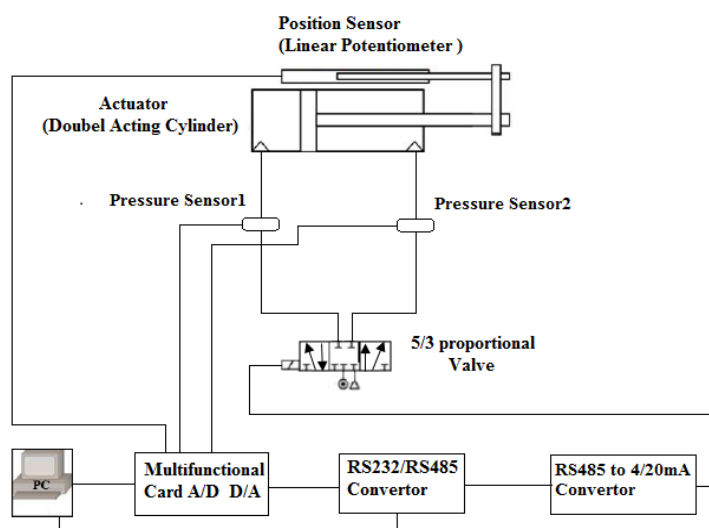 Position Sensor
(Linear Potentiometer )
Actuator
(Doubel Acting Cylinder)
Pressure Sensor1
Pressure Sensor2
5/3 proportional
Valve
PC
Multifunctional
Card A/D D/A
RS232/RS485
Convertor
RS485 to 4/20mA
Convertor